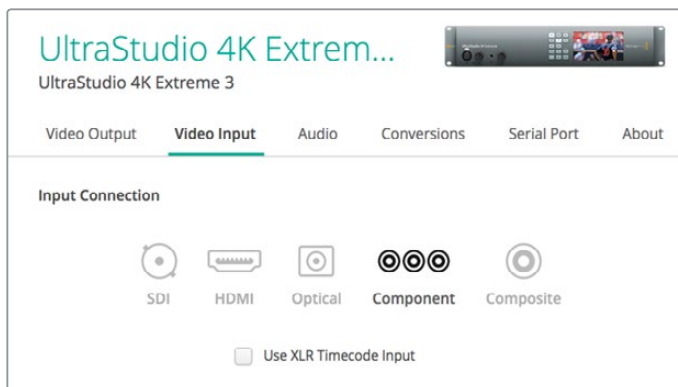 UltraStudio 4K Extrem...
UltraStudio 4K Extreme 3
Video Output Video Input Audio Conversions Serial Port About
Input Connection
SDI HDMI Optical Component Composite
Use XLR Timecode Input